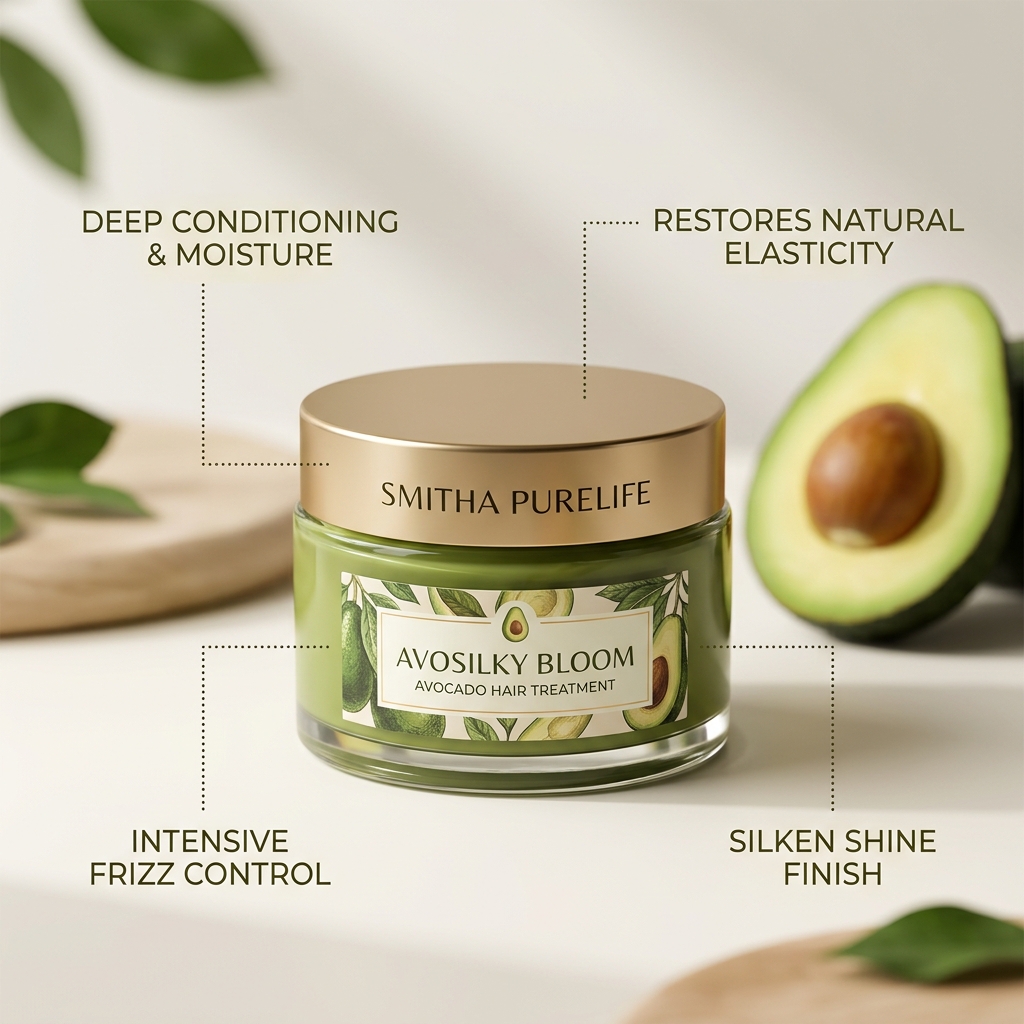 DEEP CONDITIONING
& MOISTURE
RESTORES NATURAL
ELASTICITY
SMITHA PURELIFE
AVOSILKY BLOOM
AVOCADO HAIR TREATMENT
INTENSIVE
FRIZZ CONTROL
SILKEN SHINE
FINISH